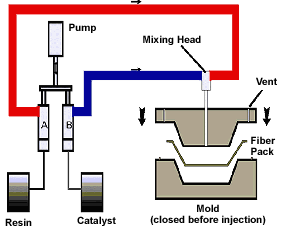 Pump
Mixing Head
Vent
A
B
Fiber
Pack
Resin
Catalyst
Mold
(closed before injection)